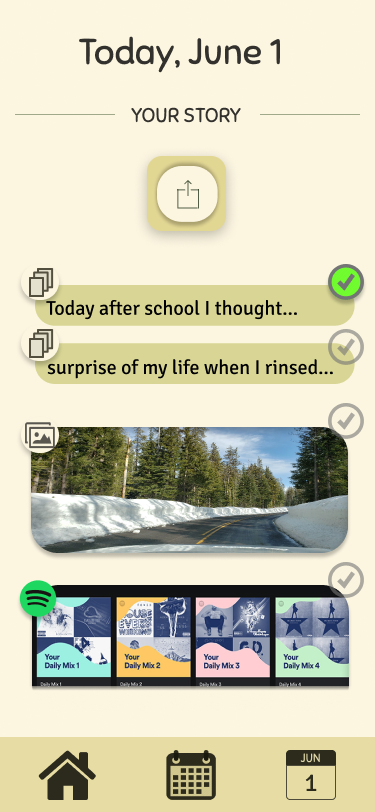 Today, June 1
YOUR STORY
Today after school I thought...
surprise of my life when I rinsed...
Your
Daily Mix 1
Your
Daily Mix 2
Your
Daily Mix 3
Your
Daily Mix 4
Daily Mix 1
Daily Mix 2
Daily Mix 3
Daily Mix 4
JUN
1